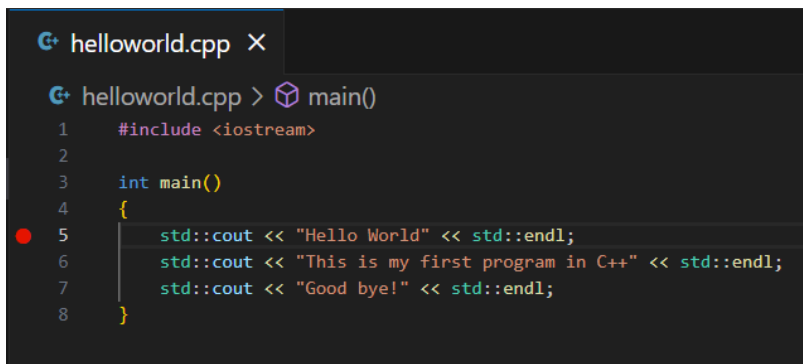 helloworld.cpp
helloworld.cpp > main()
1 #include <iostream>
2
3 int main()
4 {
5 std::cout << "Hello World" << std::endl;
6 std::cout << "This is my first program in C++" << std::endl;
7 std::cout << "Good bye!" << std::endl;
8 }